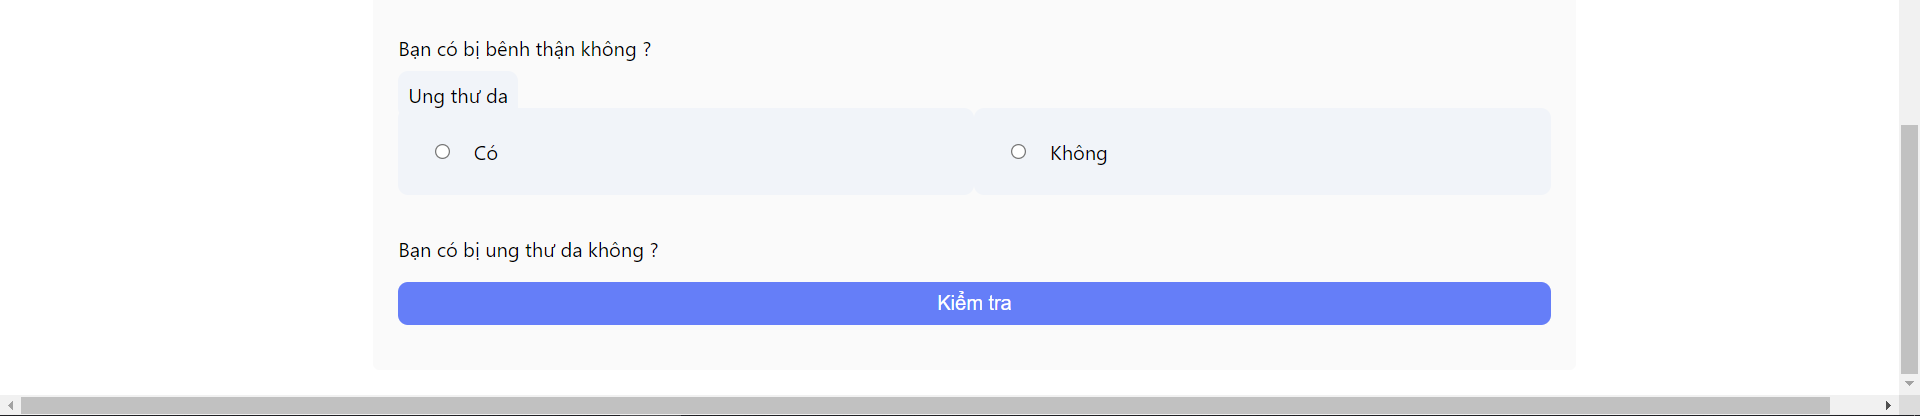 Bạn có bị bênh thận không ?
Ung thư da
Có
Không
Bạn có bị ung thư da không ?
Kiểm tra